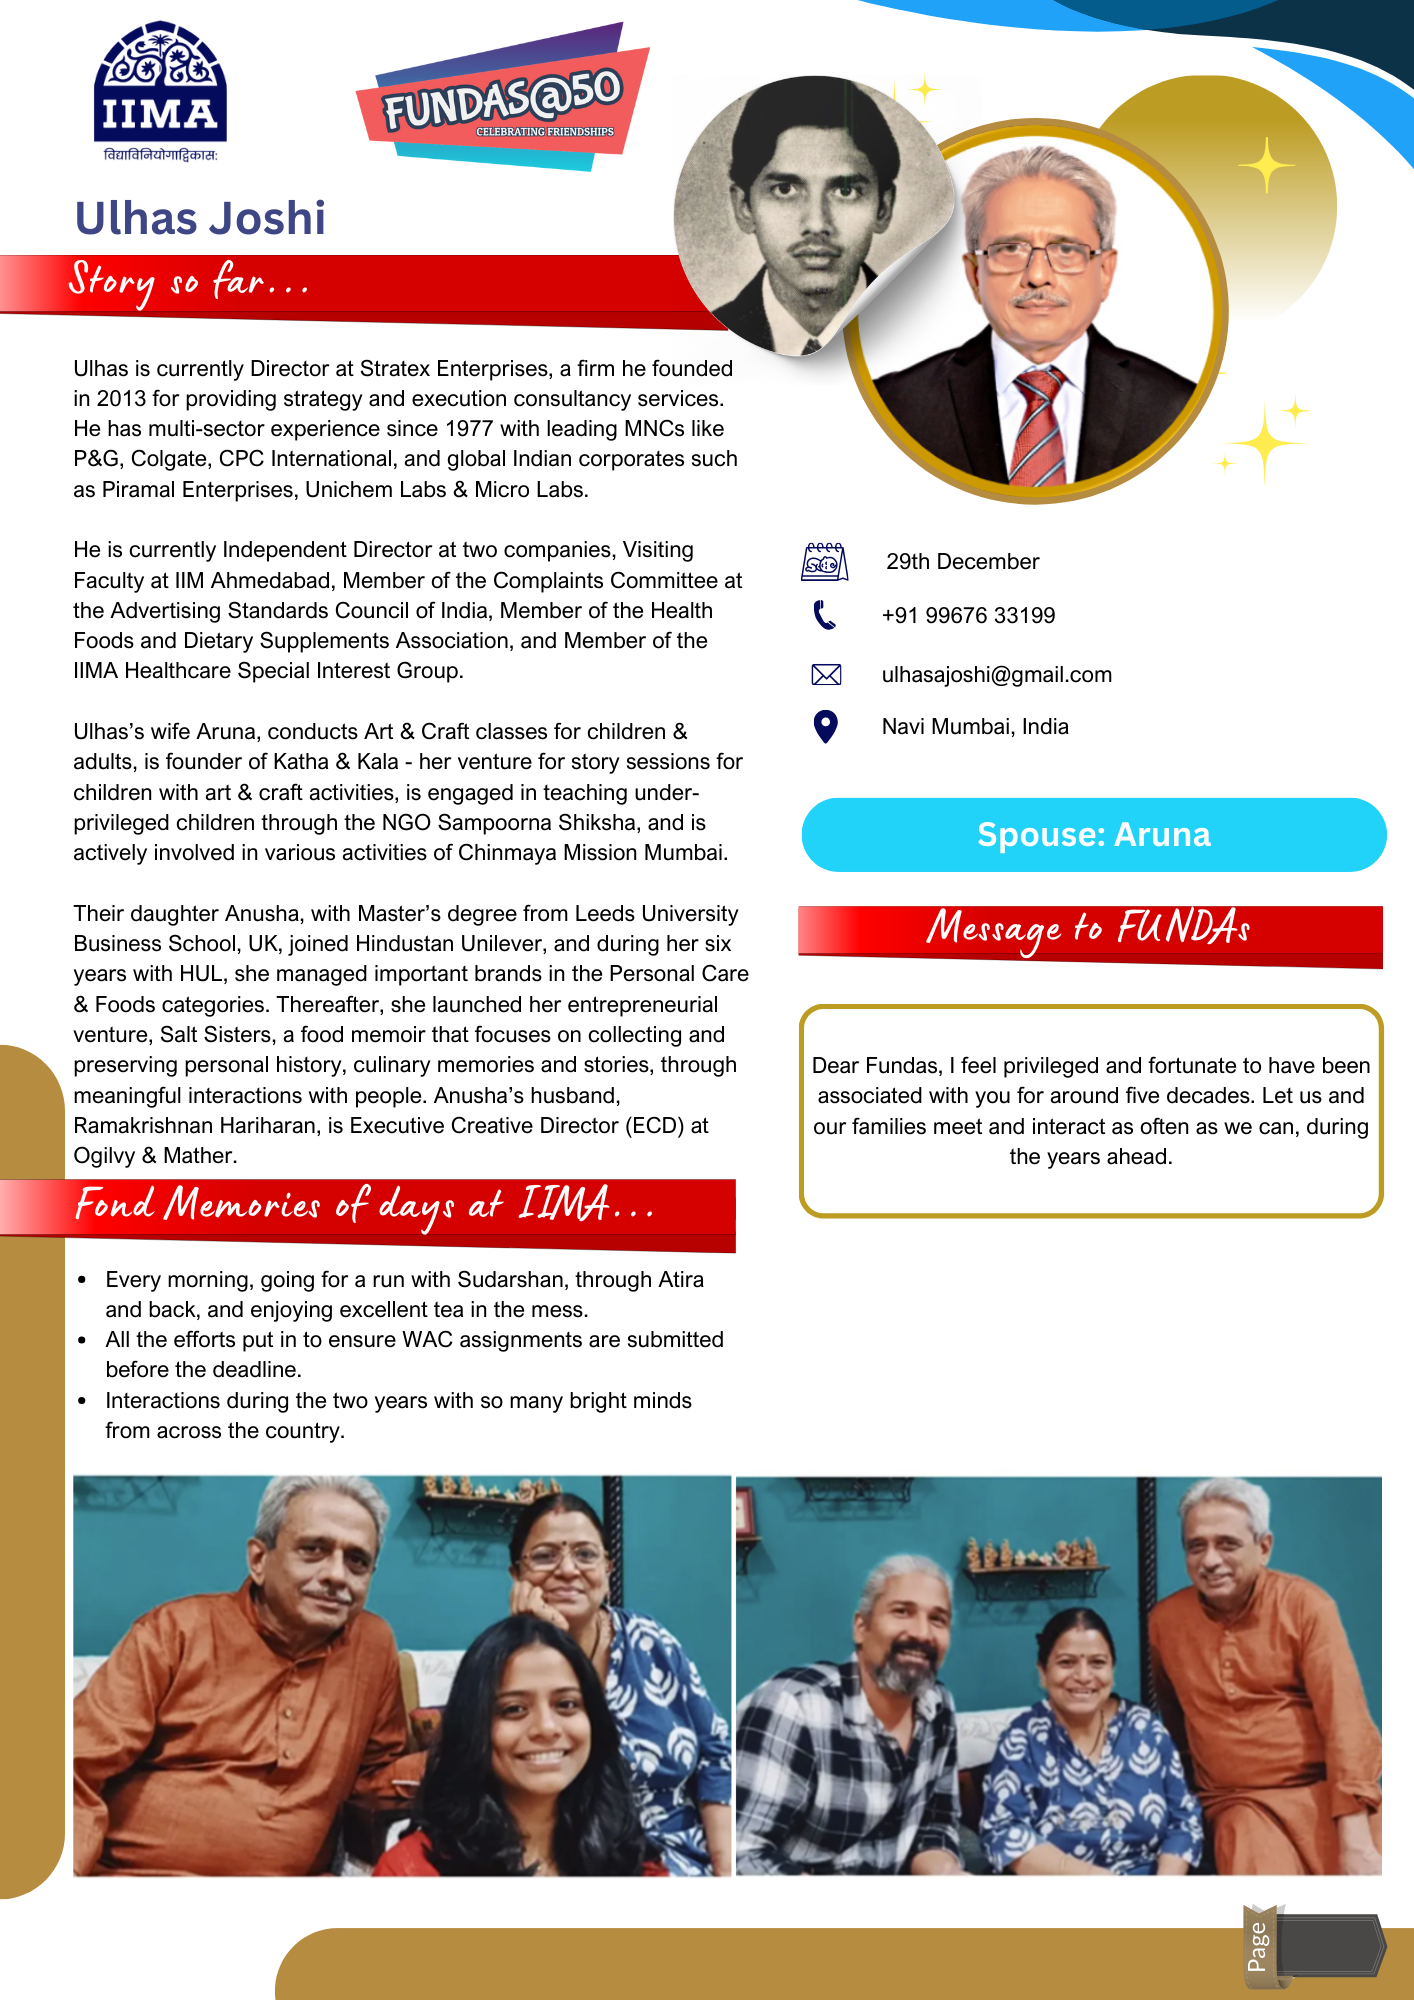 IIMA
विद्याविनियोगाद्विकास:
FUNDAS@50
CELEBRATING FRIENDSHIPS
Ulhas Joshi
Story so far...
Ulhas is currently Director at Stratex Enterprises, a firm he founded
in 2013 for providing strategy and execution consultancy services.
He has multi-sector experience since 1977 with leading MNCs like
P&G, Colgate, CPC International, and global Indian corporates such
as Piramal Enterprises, Unichem Labs & Micro Labs.
He is currently Independent Director at two companies, Visiting
Faculty at IIM Ahmedabad, Member of the Complaints Committee at
the Advertising Standards Council of India, Member of the Health
Foods and Dietary Supplements Association, and Member of the
IIMA Healthcare Special Interest Group.
Ulhas’s wife Aruna, conducts Art & Craft classes for children &
adults, is founder of Katha & Kala - her venture for story sessions for
children with art & craft activities, is engaged in teaching under-
privileged children through the NGO Sampoorna Shiksha, and is
actively involved in various activities of Chinmaya Mission Mumbai.
Their daughter Anusha, with Master’s degree from Leeds University
Business School, UK, joined Hindustan Unilever, and during her six
years with HUL, she managed important brands in the Personal Care
& Foods categories. Thereafter, she launched her entrepreneurial
venture, Salt Sisters, a food memoir that focuses on collecting and
preserving personal history, culinary memories and stories, through
meaningful interactions with people. Anusha’s husband,
Ramakrishnan Hariharan, is Executive Creative Director (ECD) at
Ogilvy & Mather.
Fond Memories of days at IIMA...
• Every morning, going for a run with Sudarshan, through Atira
and back, and enjoying excellent tea in the mess.
• All the efforts put in to ensure WAC assignments are submitted
before the deadline.
• Interactions during the two years with so many bright minds
from across the country.
29th December
+91 99676 33199
ulhasajoshi@gmail.com
Navi Mumbai, India
Spouse: Aruna
Message to FUNDAs
Dear Fundas, I feel privileged and fortunate to have been
associated with you for around five decades. Let us and
our families meet and interact as often as we can, during
the years ahead.
Page